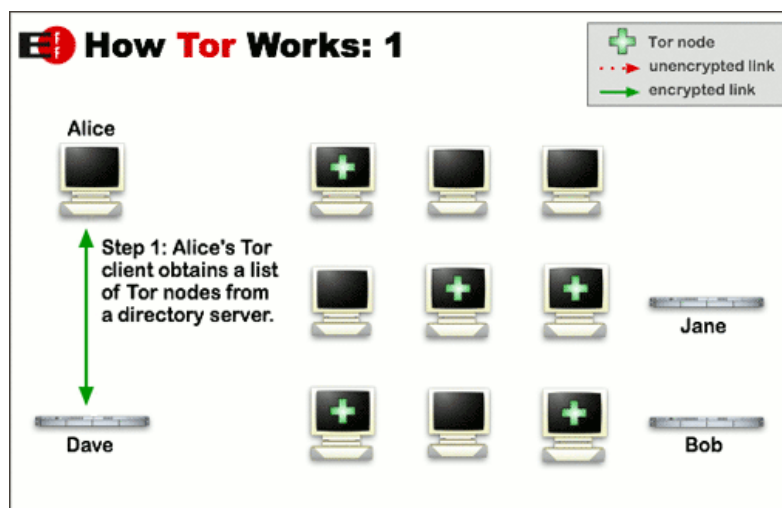 EFF How Tor Works: 1
Tor node
unencrypted link
encrypted link
Alice
Step 1: Alice's Tor
client obtains a list
of Tor nodes from
a directory server.
Jane
Dave
Bob